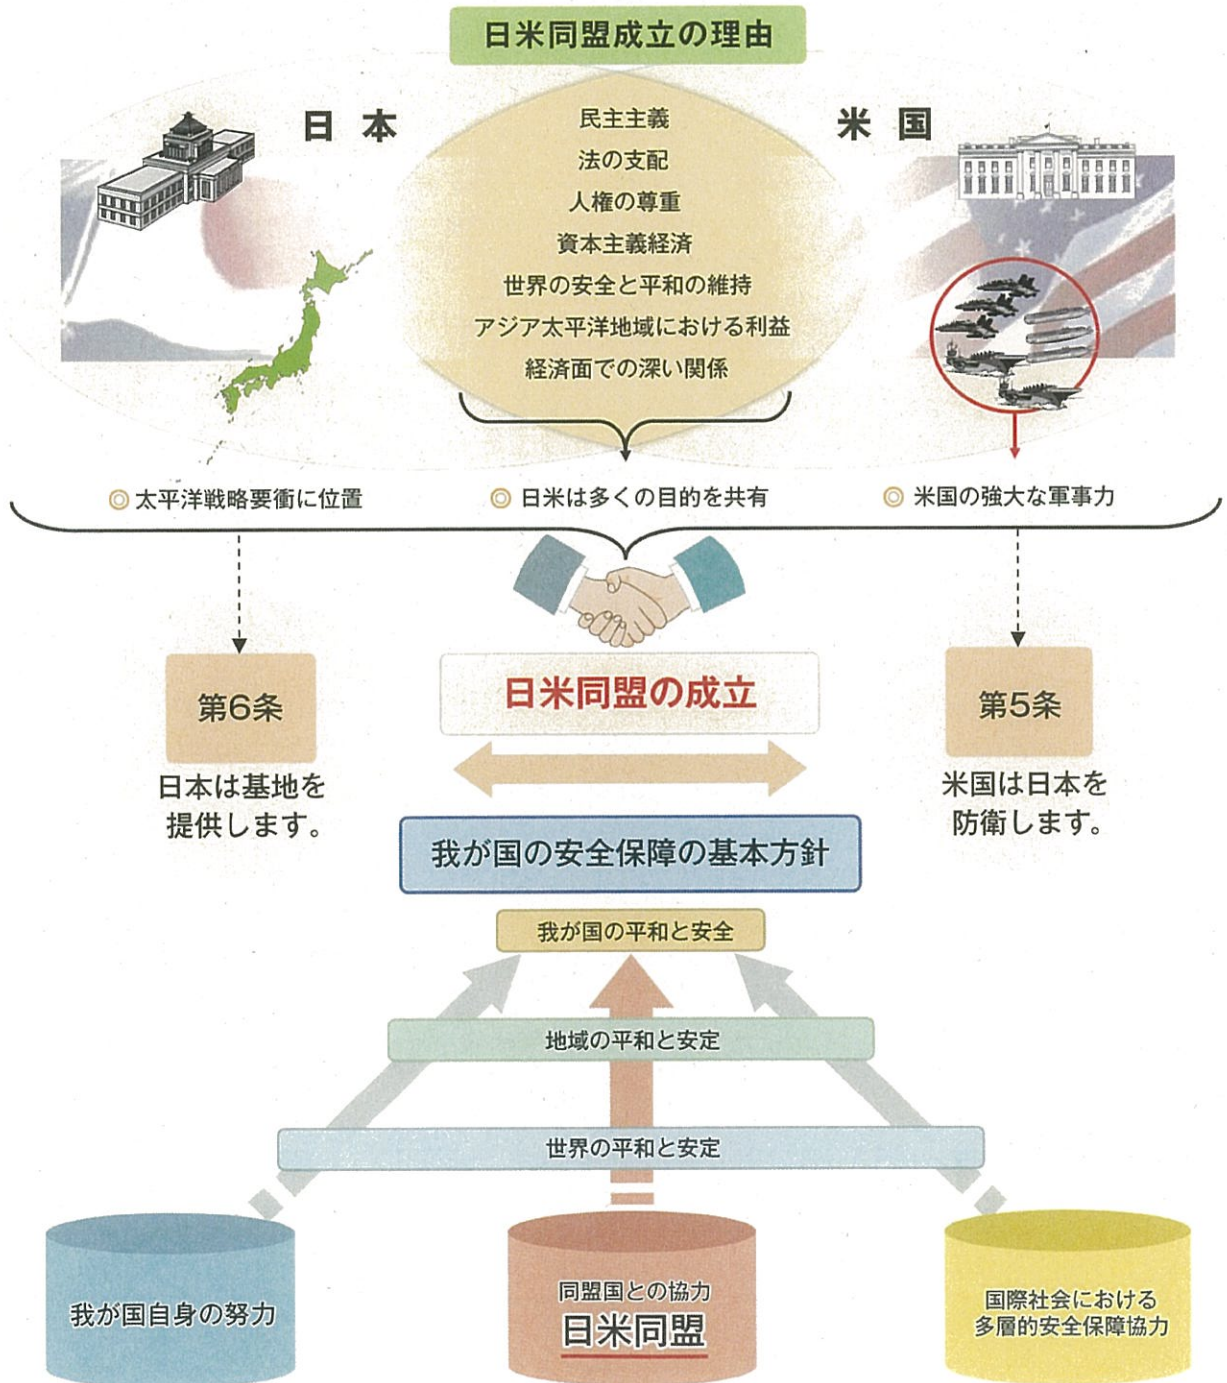 日米同盟成立の理由
日本
米国
民主主義
法の支配
人権の尊重
資本主義経済
世界の安全と平和の維持
アジア太平洋地域における利益
経済面での深い関係
◎ 太平洋戦略要衝に位置
◎ 日米は多くの目的を共有
◎ 米国の強大な軍事力
第6条
日本は基地を
提供します。
日米同盟の成立
第5条
米国は日本を
防衛します。
我が国の安全保障の基本方針
我が国の平和と安全
地域の平和と安定
世界の平和と安定
我が国自身の努力
同盟国との協力
日米同盟
国際社会における
多層的安全保障協力